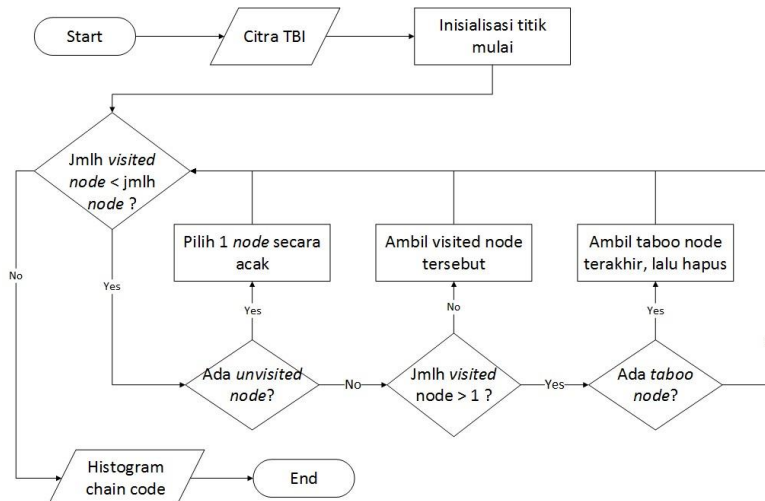 Start
Citra TBI
Inisialisasi titik
mulai
Jmlh visited
node < jmlh
node ?
Pilih 1 node secara
acak
Ambil visited node
tersebut
Ambil taboo node
terakhir, lalu hapus
No
Yes
Yes
No
Yes
Ada unvisited
node?
No
Jmlh visited
node > 1 ?
Yes
Ada taboo
node?
Histogram
chain code
End